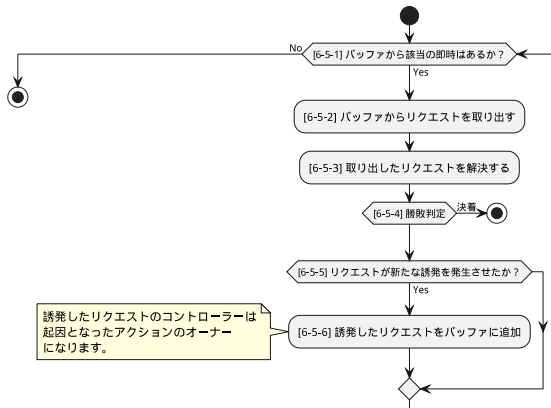 No
[6-5-1] バッファから該当の即時はあるか？
Yes
[6-5-2] バッファからリクエストを取り出す
[6-5-3] 取り出したリクエストを解決する
[6-5-4] 勝敗判定
決着
[6-5-5] リクエストが新たな誘発を発生させたか？
Yes
誘発したリクエストのコントローラーは
起因となったアクションのオーナー
になります。
[6-5-6] 誘発したリクエストをバッファに追加